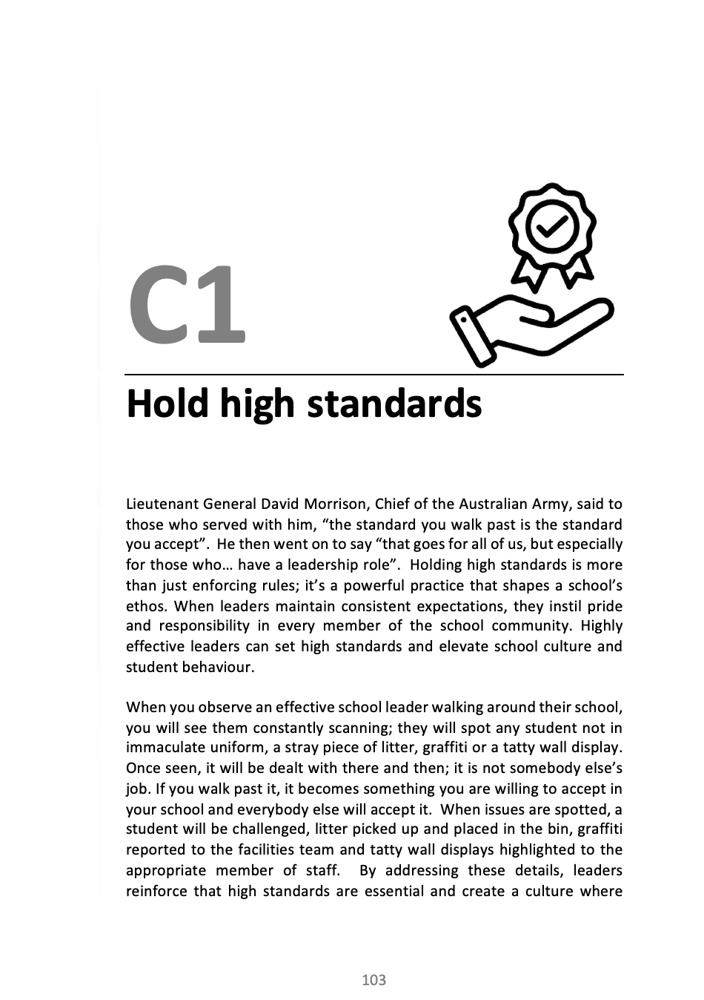 C1
Hold high standards
Lieutenant General David Morrison, Chief of the Australian Army, said to
those who served with him, “the standard you walk past is the standard
you accept”.  He then went on to say “that goes for all of us, but especially
for those who… have a leadership role”.  Holding high standards is more
than just enforcing rules; it’s a powerful practice that shapes a school’s
ethos. When leaders maintain consistent expectations, they instil pride
and responsibility in every member of the school community. Highly
effective leaders can set high standards and elevate school culture and
student behaviour.
When you observe an effective school leader walking around their school,
you will see them constantly scanning; they will spot any student not in
immaculate uniform, a stray piece of litter, graffiti or a tatty wall display.
Once seen, it will be dealt with there and then; it is not somebody else’s
job. If you walk past it, it becomes something you are willing to accept in
your school and everybody else will accept it.  When issues are spotted, a
student will be challenged, litter picked up and placed in the bin, graffiti
reported to the facilities team and tatty wall displays highlighted to the
appropriate member of staff.  By addressing these details, leaders
reinforce that high standards are essential and create a culture where
103